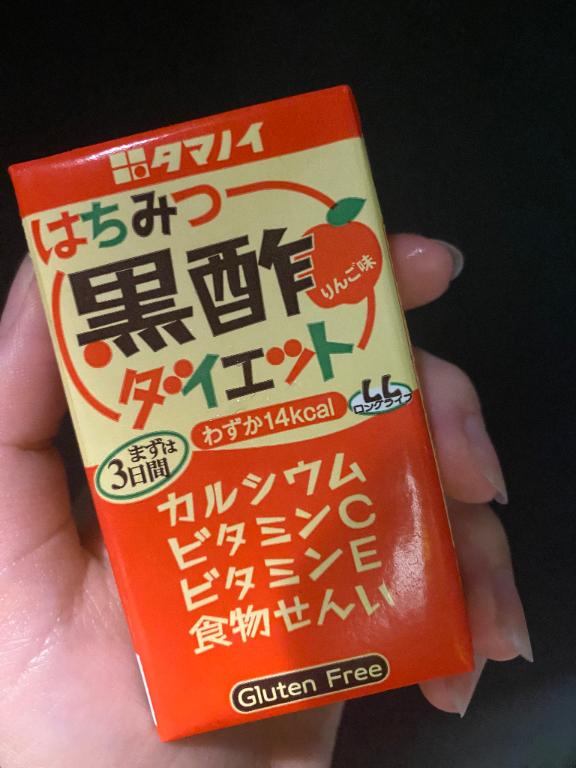 タマノイ
はちみつ
黒酢
りんご味
ダイエット
わずか14kcal
LL
ロングライフ
まずは
3日間
カルシウム
ビタミンC
ビタミンE
食物せんい
Gluten Free